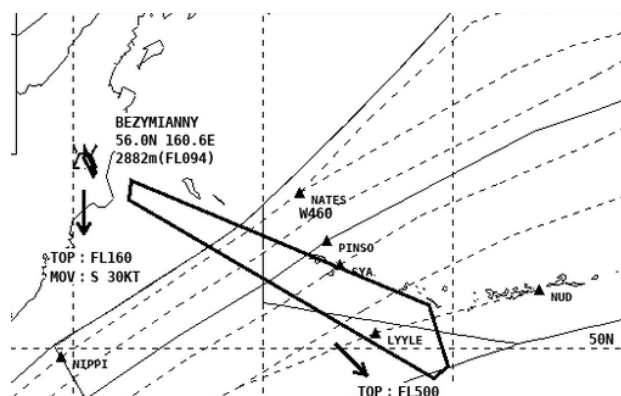 BEZYMIANNY
56.0N 160.6E
2882m(FL094)
NATES
W460
PINSO
SYA
TOP : FL160
MOV : S 30KT
NUD
LYYLE
50N
NIPPI
TOP : FL500